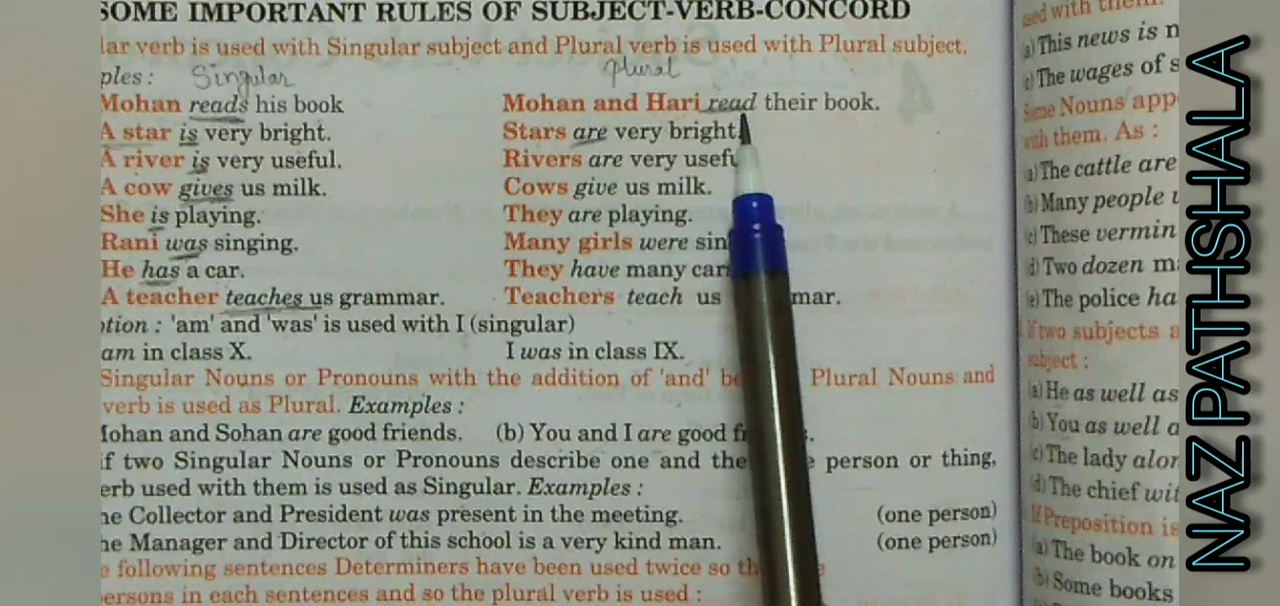 SOME IMPORTANT RULES OF SUBJECT-VERB-CONCORD
lar verb is used with Singular subject and Plural verb is used with Plural subject.
ples : Singular plural
Mohan reads his book Mohan and Hari read their book.
A star is very bright. Stars are very bright.
A river is very useful. Rivers are very usefu
A cow gives us milk. Cows give us milk.
She is playing. They are playing.
Rani was singing. Many girls were sin
He has a car. They have many car
A teacher teaches us grammar. Teachers teach us mar.
tion : 'am' and 'was' is used with I (singular)
am in class X. I was in class IX.
Singular Nouns or Pronouns with the addition of 'and' be Plural Nouns and
verb is used as Plural. Examples :
Mohan and Sohan are good friends. (b) You and I are good f .
if two Singular Nouns or Pronouns describe one and the e person or thing,
erb used with them is used as Singular. Examples :
he Collector and President was present in the meeting. (one person)
he Manager and Director of this school is a very kind man. (one person)
e following sentences Determiners have been used twice so th
ersons in each sentences and so the plural verb is used :
used with them.
(a) This news is n
(c) The wages of s
Some Nouns app
with them. As :
(a) The cattle are
(b) Many people
(c) These vermin
(d) Two dozen m
(e) The police ha
If two subjects a
subject :
(a) He as well as
(b) You as well a
(c) The lady alon
(d) The chief wit
If Preposition is
(a) The book on
(b) Some books
NAZ PATHSHALA